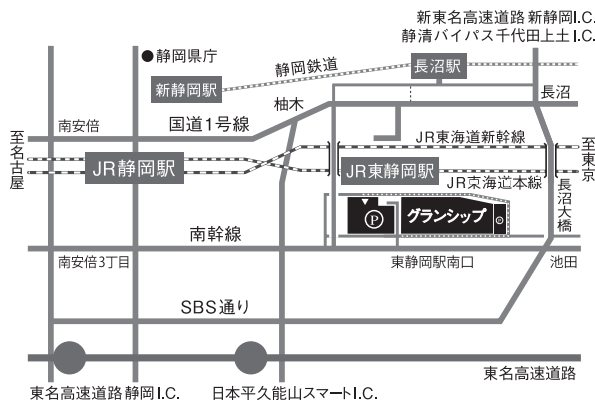 新東名高速道路 新静岡I.C.
静清バイパス千代田上土I.C.
静岡県庁
静岡鉄道
長沼駅
新静岡駅
柚木
長沼
南安倍
国道1号線
至名古屋
JR東海道新幹線
至東京
JR静岡駅
JR東静岡駅
JR東海道本線
長沼大橋
P
グランシップ
P
南幹線
南安倍3丁目
東静岡駅南口
池田
SBS通り
東名高速道路
東名高速道路 静岡I.C.
日本平久能山スマートI.C.